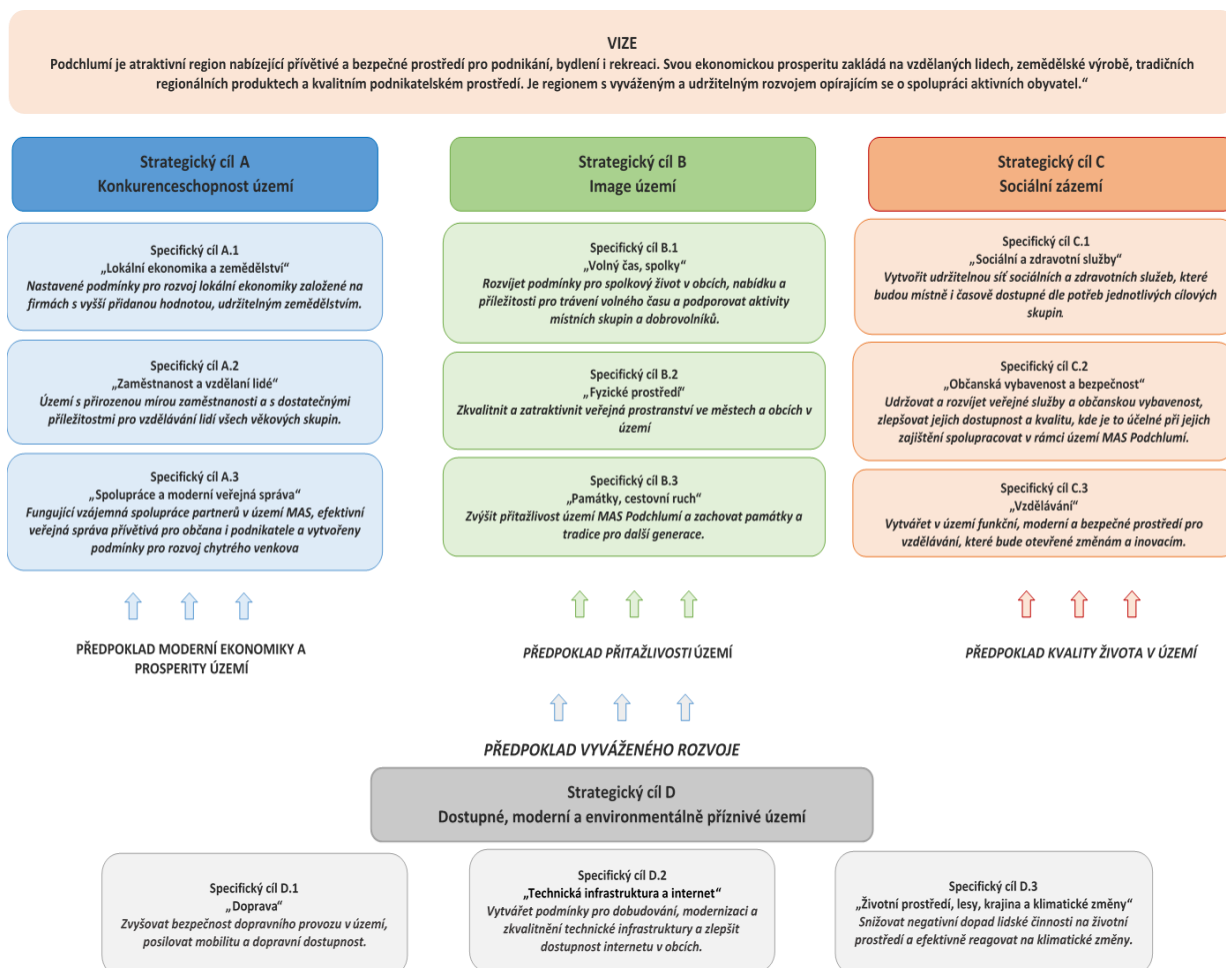 VIZE
Podchlumí je atraktivní region nabízející přívětivé a bezpečné prostředí pro podnikání, bydlení i rekreaci. Svou ekonomickou prosperitu zakládá na vzdělaných lidech, zemědělské výrobě, tradičních
regionálních produktech a kvalitním podnikatelském prostředí. Je regionem s vyváženým a udržitelným rozvojem opírajícím se o spolupráci aktivních obyvatel.“
Strategický cíl A
Konkurenceschopnost území
Specifický cíl A.1
„Lokální ekonomika a zemědělství“
Nastavené podmínky pro rozvoj lokální ekonomiky založené na
firmách s vyšší přidanou hodnotou, udržitelným zemědělstvím.
Specifický cíl A.2
„Zaměstnanost a vzdělaní lidé“
Území s přirozenou mírou zaměstnanosti a s dostatečnými
příležitostmi pro vzdělávání lidí všech věkových skupin.
Specifický cíl A.3
„Spolupráce a moderní veřejná správa“
Fungující vzájemná spolupráce partnerů v území MAS, efektivní
veřejná správa přívětivá pro občana i podnikatele a vytvořeny
podmínky pro rozvoj chytrého venkova
PŘEDPOKLAD MODERNÍ EKONOMIKY A
PROSPERITY ÚZEMÍ
Strategický cíl B
Image území
Specifický cíl B.1
„Volný čas, spolky“
Rozvíjet podmínky pro spolkový život v obcích, nabídku a
příležitosti pro trávení volného času a podporovat aktivity
místních skupin a dobrovolníků.
Specifický cíl B.2
„Fyzické prostředí“
Zkvalitnit a zatraktivnit veřejná prostranství ve městech a obcích v
území
Specifický cíl B.3
„Památky, cestovní ruch“
Zvýšit přitažlivost území MAS Podchlumí a zachovat památky a
tradice pro další generace.
PŘEDPOKLAD PŘITAŽLIVOSTI ÚZEMÍ
Strategický cíl C
Sociální zázemí
Specifický cíl C.1
„Sociální a zdravotní služby“
Vytvořit udržitelnou síť sociálních a zdravotních služeb, které
budou místně i časově dostupné dle potřeb jednotlivých cílových
skupin.
Specifický cíl C.2
„Občanská vybavenost a bezpečnost“
Udržovat a rozvíjet veřejné služby a občanskou vybavenost,
zlepšovat jejich dostupnost a kvalitu, kde je to účelné při jejich
zajištění spolupracovat v rámci území MAS Podchlumí.
Specifický cíl C.3
„Vzdělávání“
Vytvářet v území funkční, moderní a bezpečné prostředí pro
vzdělávání, které bude otevřené změnám a inovacím.
PŘEDPOKLAD KVALITY ŽIVOTA V ÚZEMÍ
PŘEDPOKLAD VYVÁŽENÉHO ROZVOJE
Strategický cíl D
Dostupné, moderní a environmentálně příznivé území
Specifický cíl D.1
„Doprava“
Zvyšovat bezpečnost dopravního provozu v území,
posilovat mobilitu a dopravní dostupnost.
Specifický cíl D.2
„Technická infrastruktura a internet“
Vytvářet podmínky pro dobudování, modernizaci a
zkvalitnění technické infrastruktury a zlepšit
dostupnost internetu v obcích.
Specifický cíl D.3
„Životní prostředí, lesy, krajina a klimatické změny“
Snižovat negativní dopad lidské činnosti na životní
prostředí a efektivně reagovat na klimatické změny.